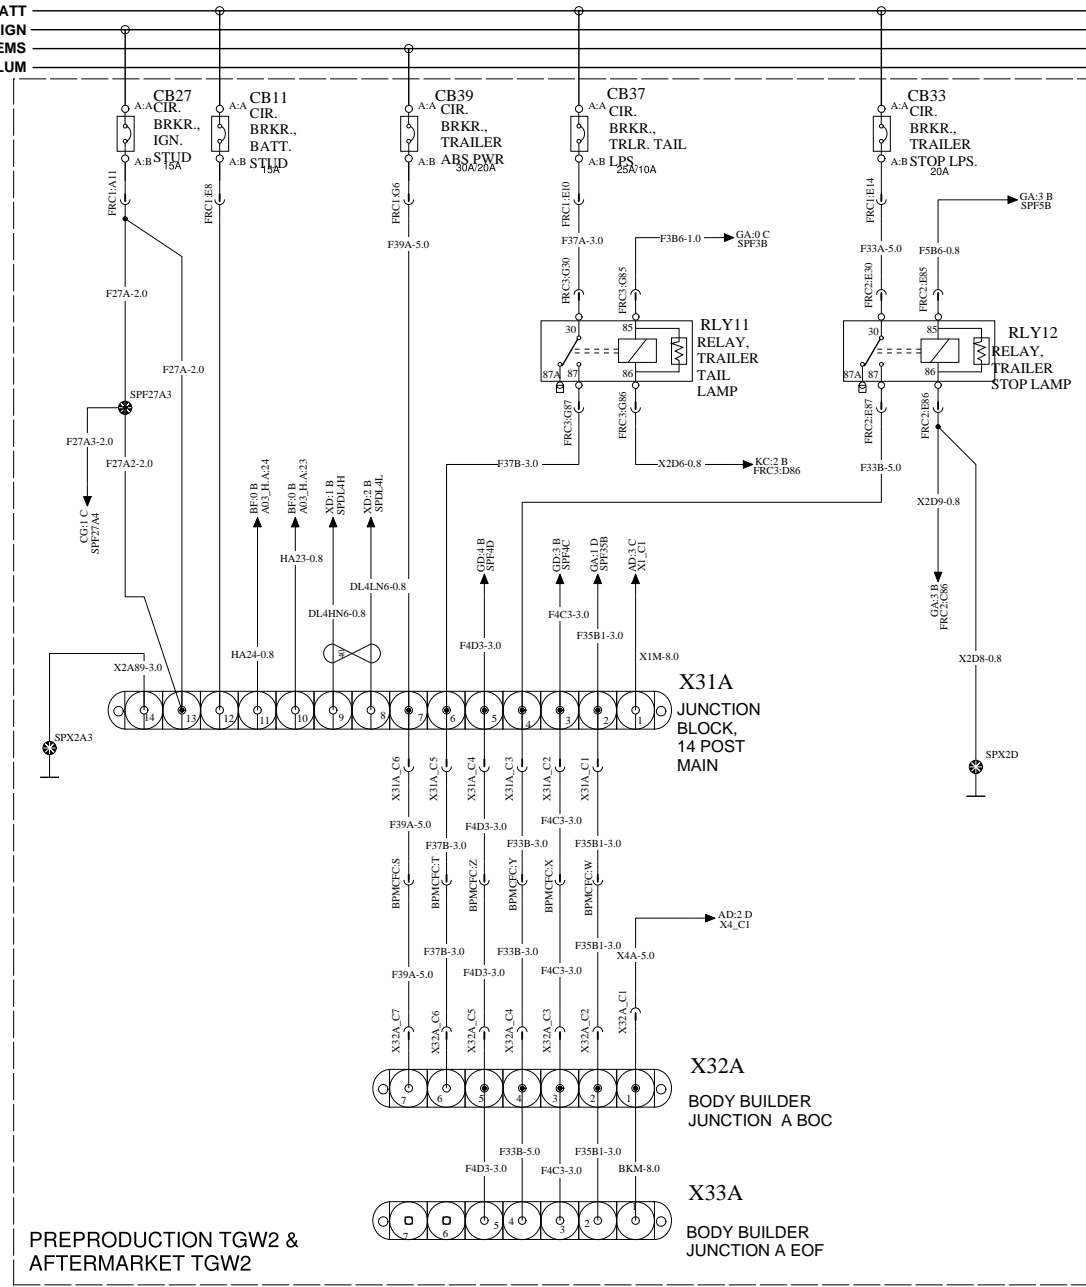 BATT
IGN
EMS
LUM
CB27
CIR.
BRKR.,
IGN.
STUD
15A
A:A
A:B
CB11
CIR.
BRKR.,
BATT.
STUD
15A
A:A
A:B
CB39
CIR.
BRKR.,
TRAILER
ABS PWR
30A/20A
A:A
A:B
CB37
CIR.
BRKR.,
TRLR. TAIL
LPS.
25A/10A
A:A
A:B
CB33
CIR.
BRKR.,
TRAILER
STOP LPS.
20A
A:A
A:B
FRC1:A11
FRC1:E8
FRC1:G6
FRC1:E10
FRC1:E14
GA:3 B
SPF5B
F39A-5.0
F37A-3.0
F3B6-1.0
GA:0 C
SPF3B
F33A-5.0
F5B6-0.8
F27A-2.0
FRC3:G30
FRC3:G85
FRC2:E30
FRC2:E85
30
85
87A
87
86
RLY11
RELAY,
TRAILER
TAIL
LAMP
30
85
87A
87
86
RLY12
RELAY,
TRAILER
STOP LAMP
F27A-2.0
SPF27A3
FRC3:G87
FRC3:G86
FRC2:E87
FRC2:E86
F27A3-2.0
F27A2-2.0
F37B-3.0
X2D6-0.8
KC:2 B
FRC3:D86
F33B-5.0
CG:1 C
SPF27A4
BF:0 B
A03_H.A:24
BF:0 B
A03_H.A:23
XD:1 B
SPDL4H
XD:2 B
SPDL4L
X2D9-0.8
HA23-0.8
GD:4 B
SPF4D
GD:3 B
SPF4C
GA:1 D
SPF35B
AD:3 C
X1_C1
DL4LN6-0.8
DL4HN6-0.8
GA:3 B
FRC2:C86
F4C3-3.0
F35B1-3.0
F4D3-3.0
HA24-0.8
40
X1M-8.0
X2D8-0.8
X2A89-3.0
X31A
JUNCTION
BLOCK,
14 POST
MAIN
14
13
12
11
10
9
8
7
6
5
4
3
2
1
SPX2A3
SPX2D
X31A_C6
X31A_C5
X31A_C4
X31A_C3
X31A_C2
X31A_C1
F39A-5.0
F37B-3.0
F4D3-3.0
F33B-3.0
F4C3-3.0
F35B1-3.0
BPMCFC:S
BPMCFC:T
BPMCFC:Z
BPMCFC:Y
BPMCFC:X
BPMCFC:W
AD:2 D
X4_C1
F39A-5.0
F37B-3.0
F4D3-3.0
F33B-3.0
F4C3-3.0
F35B1-3.0
X4A-5.0
X32A_C7
X32A_C6
X32A_C5
X32A_C4
X32A_C3
X32A_C2
X32A_C1
X32A
BODY BUILDER
JUNCTION A BOC
7
6
5
4
3
2
1
F4D3-3.0
F33B-5.0
F4C3-3.0
F35B1-3.0
BKM-8.0
X33A
BODY BUILDER
JUNCTION A EOF
7
6
5
4
3
2
1
PREPRODUCTION TGW2 &
AFTERMARKET TGW2